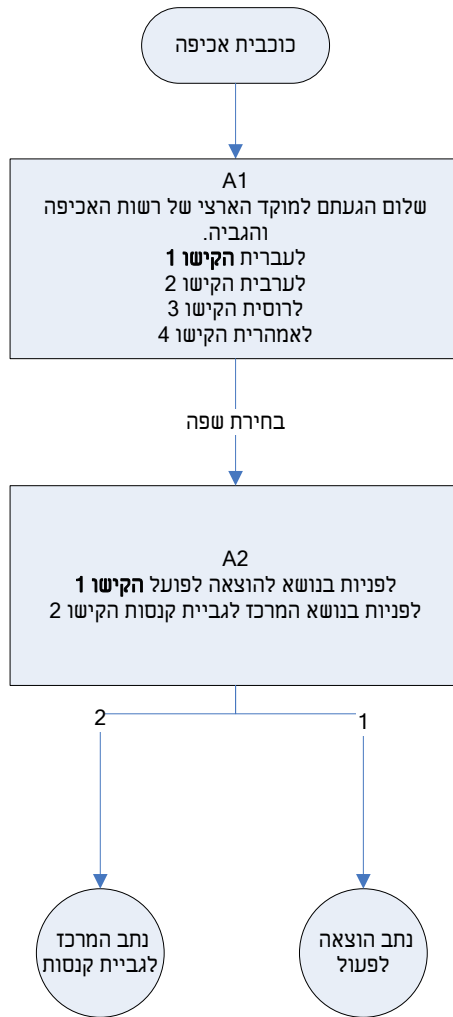 כוכבית אכיפה
A1
שלום הגעתם למוקד הארצי של רשות האכיפה
והגביה.
לעברית הקישו 1
לערבית הקישו 2
לרוסית הקישו 3
לאמהרית הקישו 4
בחירת שפה
A2
לפניות בנושא להוצאה לפועל הקישו 1
לפניות בנושא המרכז לגביית קנסות הקישו 2
1
2
נתב הוצאה
לפעול
נתב המרכז
לגביית קנסות